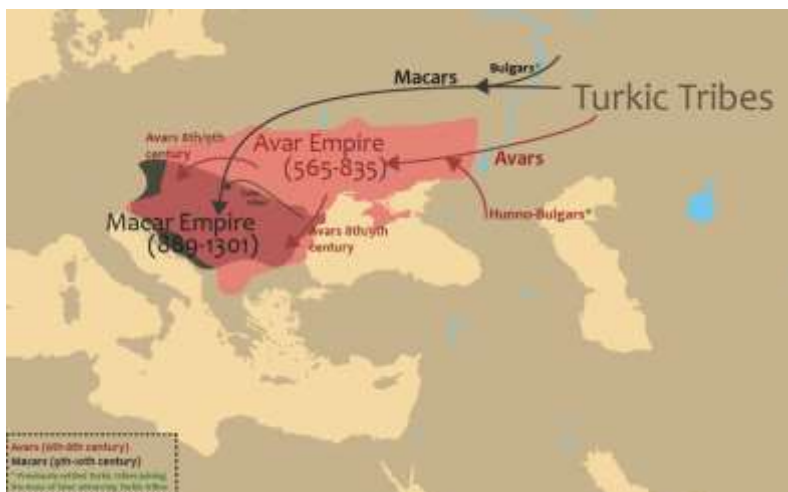 Bulgars*
Macars
Turkic Tribes
Avars 8th/9th
century
Avar Empire
(565-835)
Avars
Macar Empire
(889-1301)
Hunno-Bulgars*
Avars 8th/9th
century
Avars (6th-8th century)
Macars (9th-10th century)